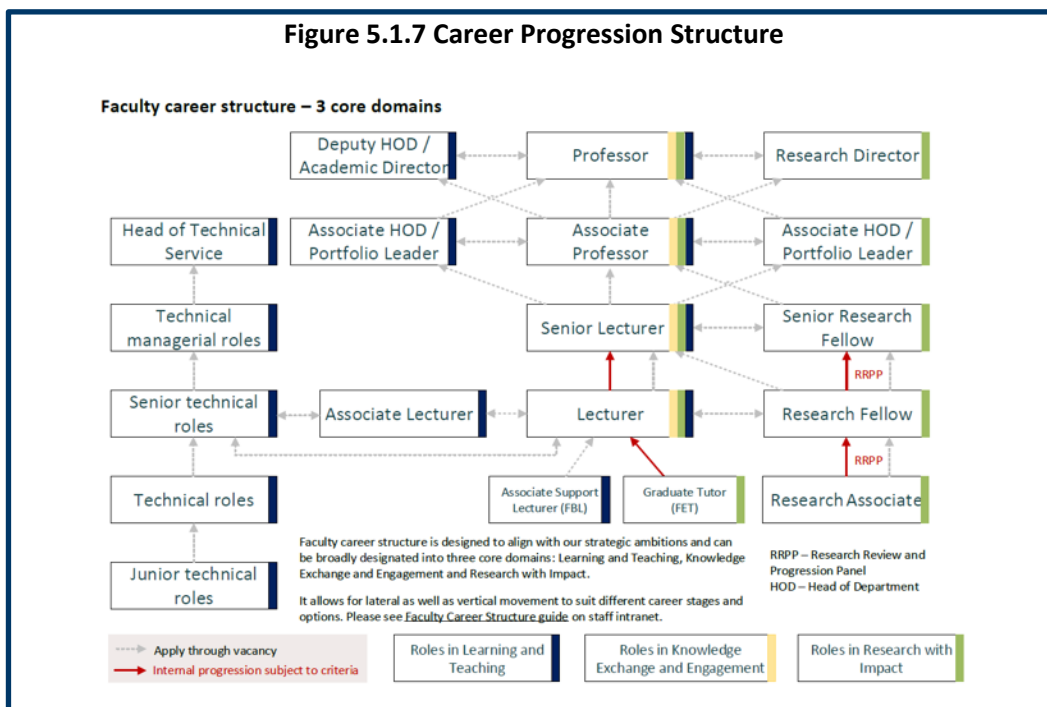 Figure 5.1.7 Career Progression Structure
Faculty career structure – 3 core domains
Deputy HOD /
Academic Director
Professor
Research Director
Head of Technical
Service
Associate HOD /
Portfolio Leader
Associate
Professor
Associate HOD /
Portfolio Leader
Technical
managerial roles
Senior Lecturer
Senior Research
Fellow
RRPP
Senior technical
roles
Associate Lecturer
Lecturer
Research Fellow
RRPP
Technical roles
Associate Support
Lecturer (FBL)
Graduate Tutor
(FET)
Research Associate
Junior technical
roles
Faculty career structure is designed to align with our strategic ambitions and can
be broadly designated into three core domains: Learning and Teaching, Knowledge
Exchange and Engagement and Research with Impact.
It allows for lateral as well as vertical movement to suit different career stages and
options. Please see Faculty Career Structure guide on staff intranet.
RRPP – Research Review and
Progression Panel
HOD – Head of Department
Apply through vacancy
Internal progression subject to criteria
Roles in Learning and
Teaching
Roles in Knowledge
Exchange and Engagement
Roles in Research with
Impact